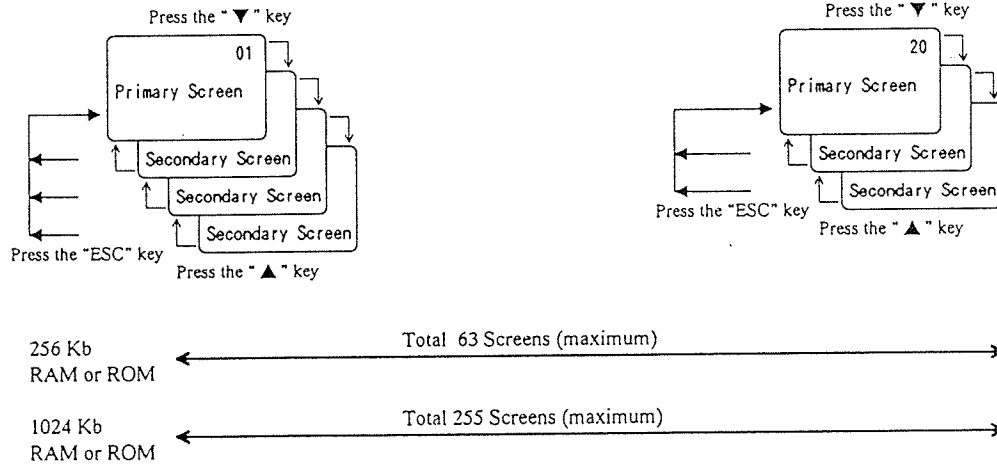 Press the " ▼ " key
01
Primary Screen
Secondary Screen
Secondary Screen
Secondary Screen
Press the "ESC" key
Press the " ▲ " key
Press the " ▼ " key
20
Primary Screen
Secondary Screen
Secondary Screen
Press the "ESC" key
Press the " ▲ " key
256 Kb
RAM or ROM
Total 63 Screens (maximum)
1024 Kb
RAM or ROM
Total 255 Screens (maximum)